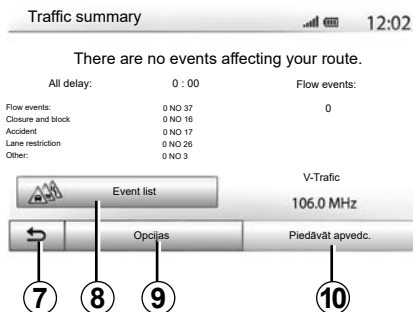 Traffic summary
12:02
There are no events affecting your route.
All delay: 0 : 00 Flow events:
Flow events: 0 NO 37 0
Closure and block 0 NO 16
Accident 0 NO 17
Lane restriction 0 NO 26
Other: 0 NO 3
V-Trafic
Event list
106.0 MHz
Opcijas Piedāvāt apvedc.
7 8 9 10